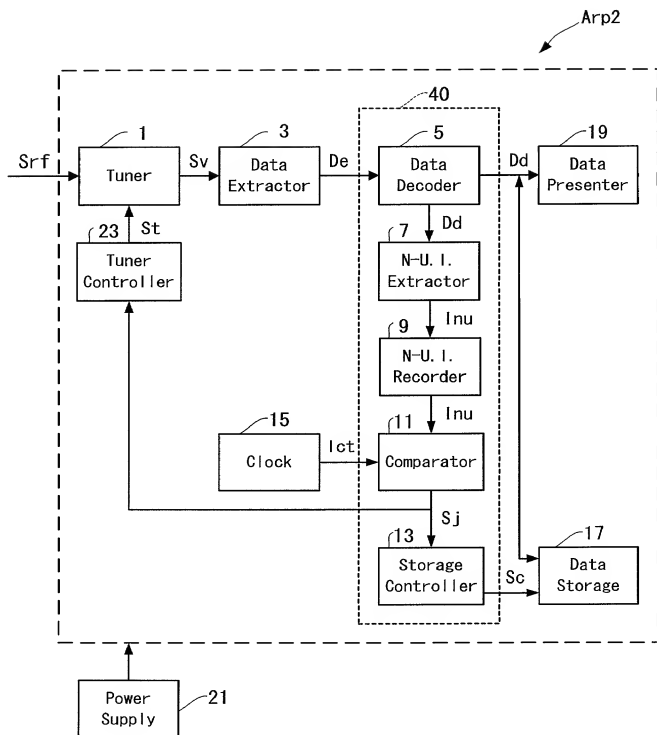 Arp2
40
1
3
5
19
Srf
Tuner
Sv
Data
Extractor
De
Data
Decoder
Dd
Data
Presenter
St
23
Tuner
Controller
Dd
7
N-U.I.
Extractor
Inu
9
N-U.I.
Recorder
Inu
15
Clock
Ict
11
Comparator
Sj
13
Storage
Controller
Sc
17
Data
Storage
Power
Supply
21